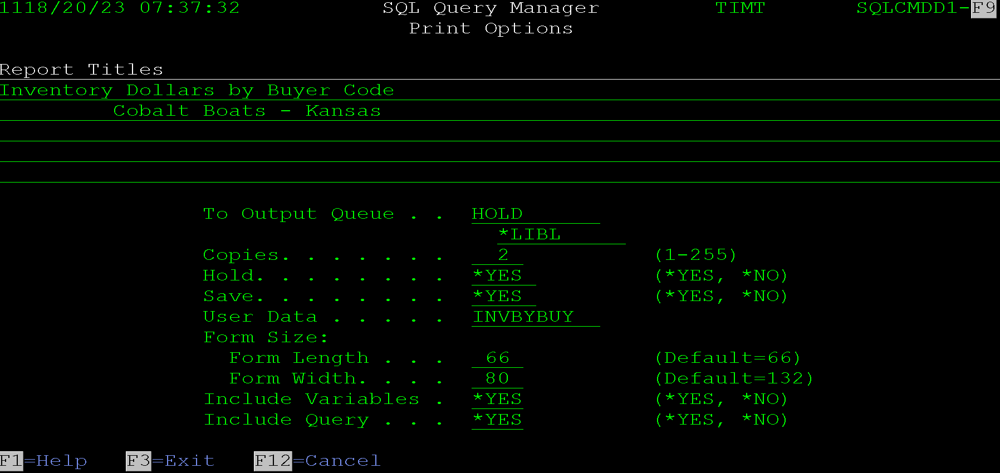 1118/20/23 07:37:32 SQL Query Manager TIMT SQLCMDD1-F9
Print Options
Report Titles
Inventory Dollars by Buyer Code
Cobalt Boats - Kansas
To Output Queue . . HOLD
*LIBL
Copies. . . . . . . 2 (1-255)
Hold. . . . . . . . *YES (*YES, *NO)
Save. . . . . . . . *YES (*YES, *NO)
User Data . . . . . INVBYBUY
Form Size:
Form Length . . . 66 (Default=66)
Form Width. . . . 80 (Default=132)
Include Variables . *YES (*YES, *NO)
Include Query . . . *YES (*YES, *NO)
F1=Help F3=Exit F12=Cancel